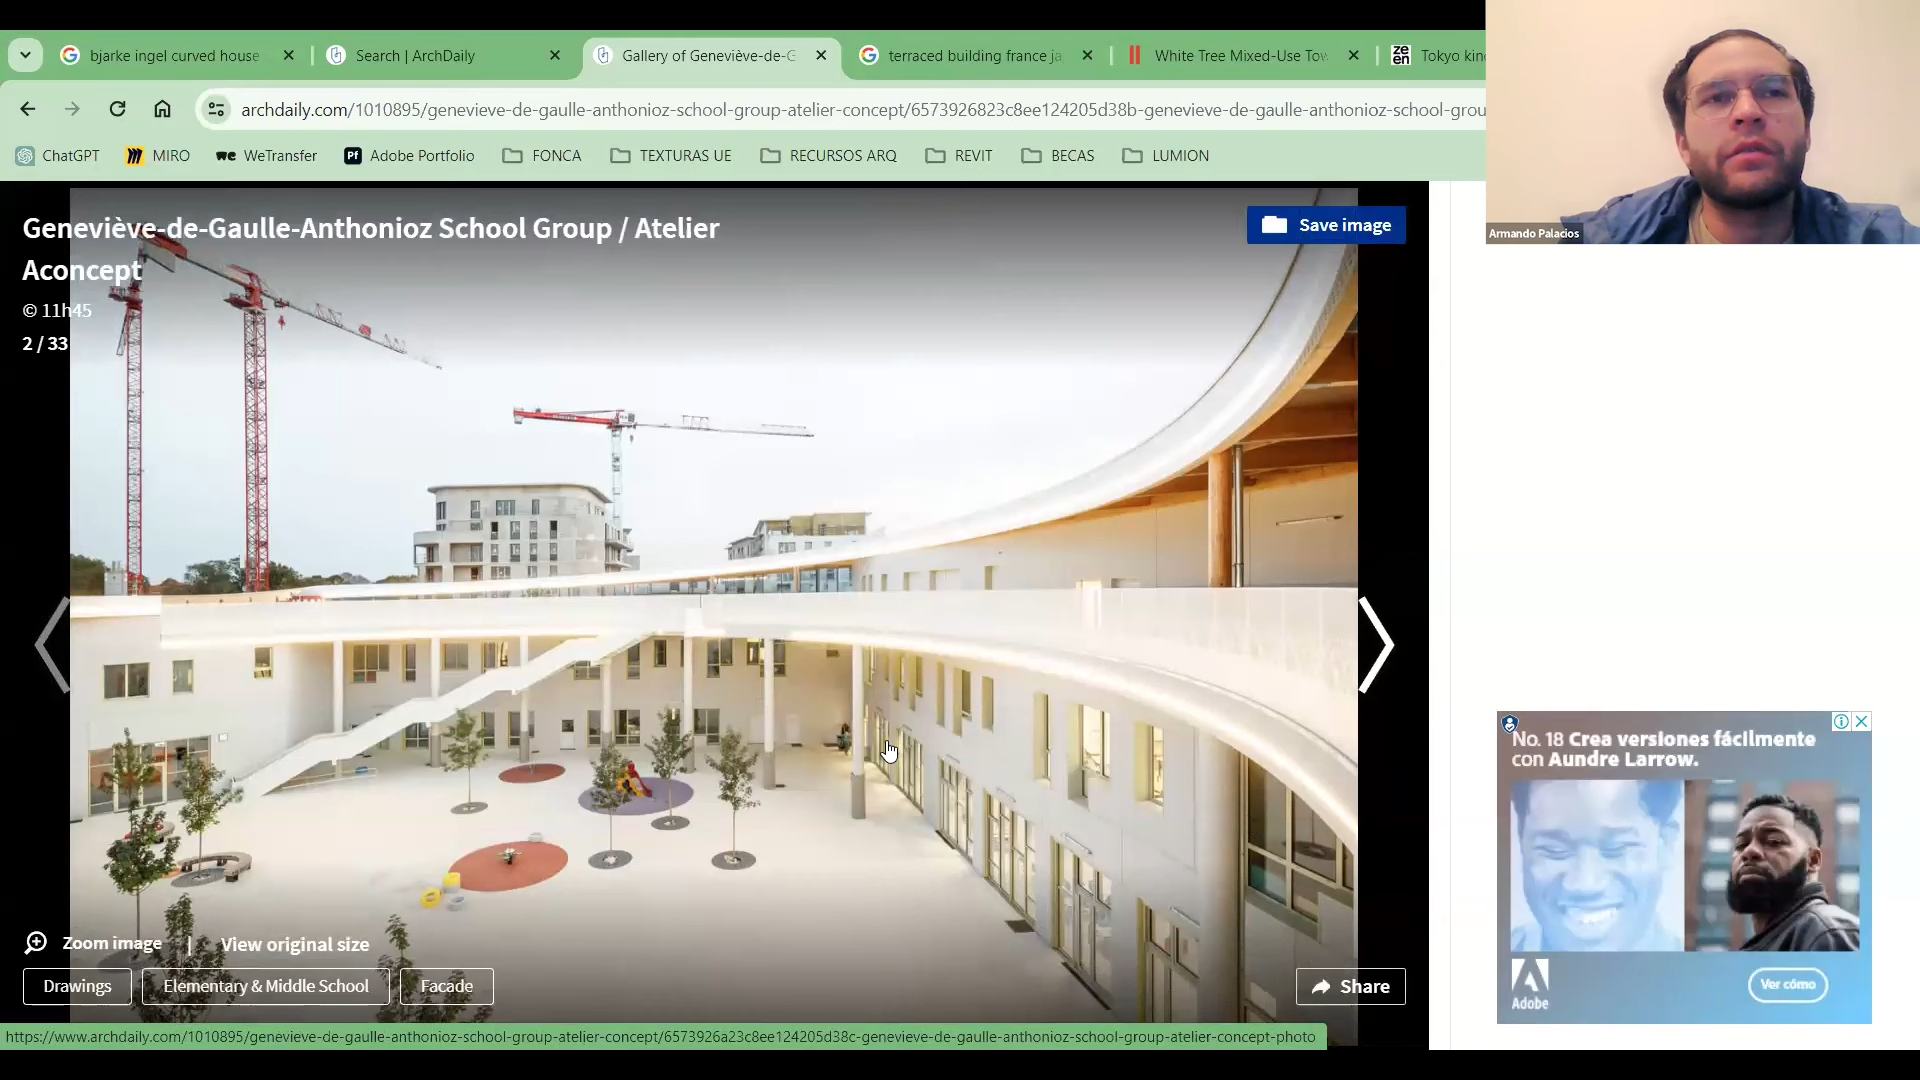 bjarke ingel curved house
Search | ArchDaily
Gallery of Geneviève-de-G
terraced building france ja
White Tree Mixed-Use Tow
ze
en
Tokyo kin
archdaily.com/1010895/genevieve-de-gaulle-anthonioz-school-group-atelier-concept/6573926823c8ee124205d38b-genevieve-de-gaulle-anthonioz-school-grou
ChatGPT
MIRO
we WeTransfer
Pf Adobe Portfolio
FONCA
TEXTURAS UE
RECURSOS ARQ
REVIT
BECAS
LUMION
Armando Palacios
Geneviève-de-Gaulle-Anthonioz School Group / Atelier
Aconcept
© 11h45
2 / 33
Save image
Zoom image | View original size
Drawings
Elementary & Middle School
Facade
Share
https://www.archdaily.com/1010895/genevieve-de-gaulle-anthonioz-school-group-atelier-concept/6573926a23c8ee124205d38c-genevieve-de-gaulle-anthonioz-school-group-atelier-concept-photo
No. 18 Crea versiones fácilmente
con Aundre Larrow.
Adobe
Ver cómo